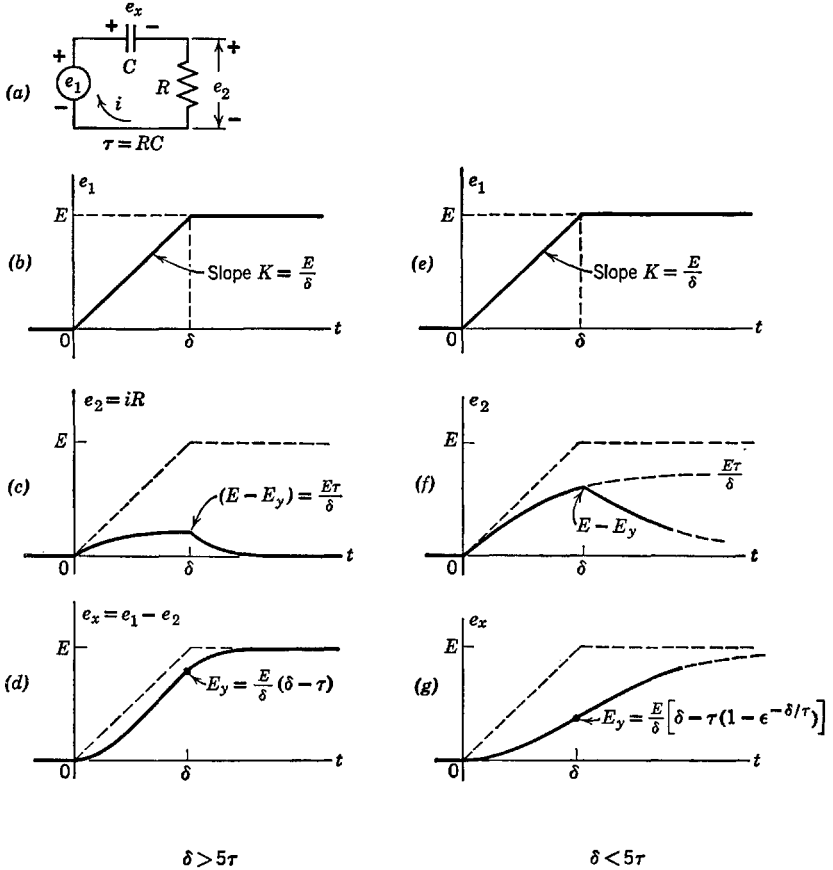 (a)
e_x
+ −
C
+
e_1
−
i
R
+
e_2
−
τ = RC
(b)
e_1
E
Slope K = E/δ
0
δ
t
(c)
e_2 = iR
E
(E − E_y) = Eτ/δ
0
δ
t
(d)
e_x = e_1 − e_2
E
E_y = E/δ (δ − τ)
0
δ
t
δ > 5τ
(e)
e_1
E
Slope K = E/δ
0
δ
t
(f)
e_2
E
Eτ/δ
E − E_y
0
δ
t
(g)
e_x
E
E_y = E/δ [δ − τ(1 − ϵ^{−δ/τ})]
0
δ
t
δ < 5τ